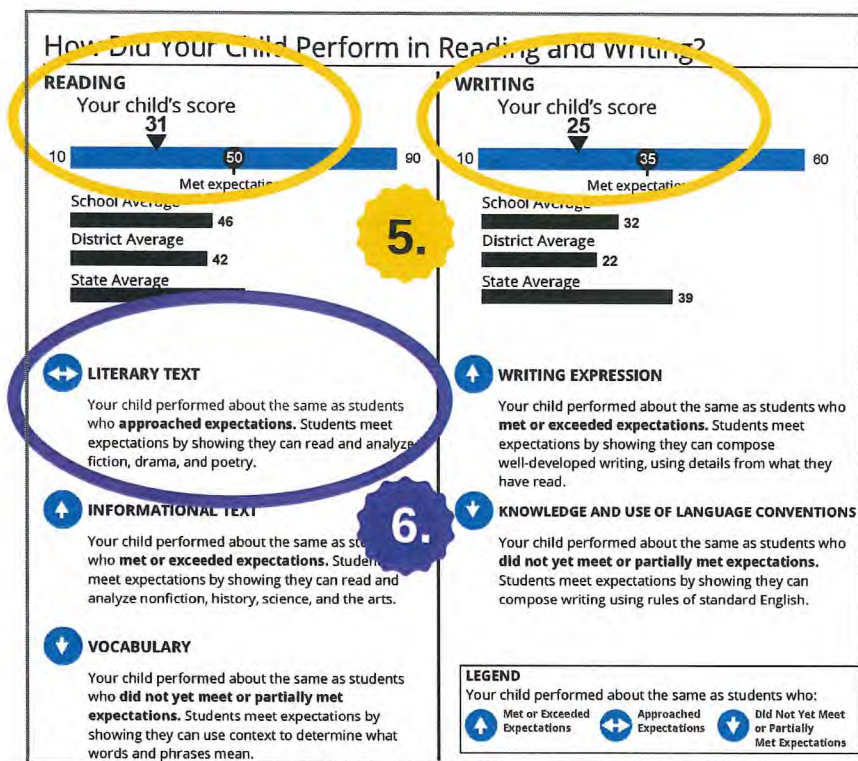 How Did Your Child Perform in Reading and Writing?
READING
Your child's score
31
10
50
90
Met expectatio
School Average
46
District Average
42
State Average
5.
LITERARY TEXT
Your child performed about the same as students
who approached expectations. Students meet
expectations by showing they can read and analyze
fiction, drama, and poetry.
6.
INFORMATIONAL TEXT
Your child performed about the same as st
who met or exceeded expectations. Studen
meet expectations by showing they can read and
analyze nonfiction, history, science, and the arts.
VOCABULARY
Your child performed about the same as students
who did not yet meet or partially met
expectations. Students meet expectations by
showing they can use context to determine what
words and phrases mean.
WRITING
Your child's score
25
10
35
60
Met expectatio
School Average
32
District Average
22
State Average
39
WRITING EXPRESSION
Your child performed about the same as students who
met or exceeded expectations. Students meet
expectations by showing they can compose
well-developed writing, using details from what they
have read.
KNOWLEDGE AND USE OF LANGUAGE CONVENTIONS
Your child performed about the same as students who
did not yet meet or partially met expectations.
Students meet expectations by showing they can
compose writing using rules of standard English.
LEGEND
Your child performed about the same as students who:
Met or Exceeded
Expectations
Approached
Expectations
Did Not Yet Meet
or Partially
Met Expectations